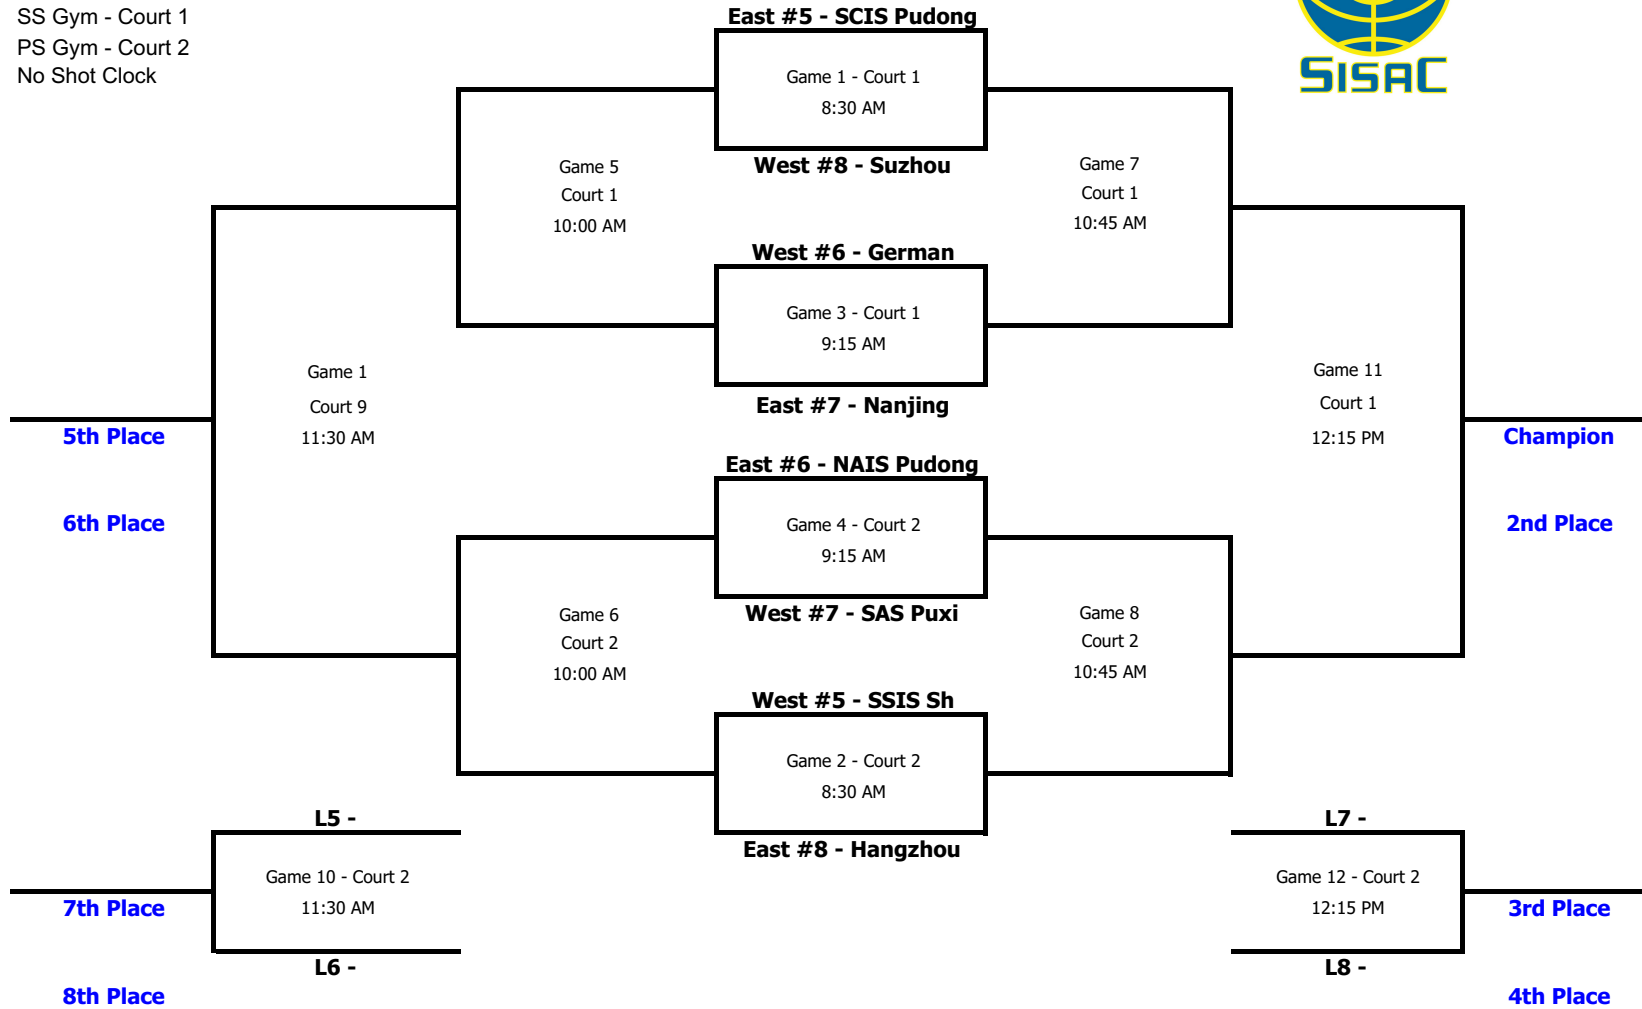 SS Gym - Court 1
PS Gym - Court 2
No Shot Clock
SISAC
East #5 - SCIS Pudong
Game 1 - Court 1
8:30 AM
West #8 - Suzhou
Game 5
Court 1
10:00 AM
Game 7
Court 1
10:45 AM
West #6 - German
Game 3 - Court 1
9:15 AM
East #7 - Nanjing
Game 1
Court 9
11:30 AM
Game 11
Court 1
12:15 PM
5th Place
6th Place
Champion
2nd Place
East #6 - NAIS Pudong
Game 4 - Court 2
9:15 AM
West #7 - SAS Puxi
Game 6
Court 2
10:00 AM
Game 8
Court 2
10:45 AM
West #5 - SSIS Sh
Game 2 - Court 2
8:30 AM
East #8 - Hangzhou
L5 -
Game 10 - Court 2
11:30 AM
L6 -
7th Place
8th Place
L7 -
Game 12 - Court 2
12:15 PM
L8 -
3rd Place
4th Place